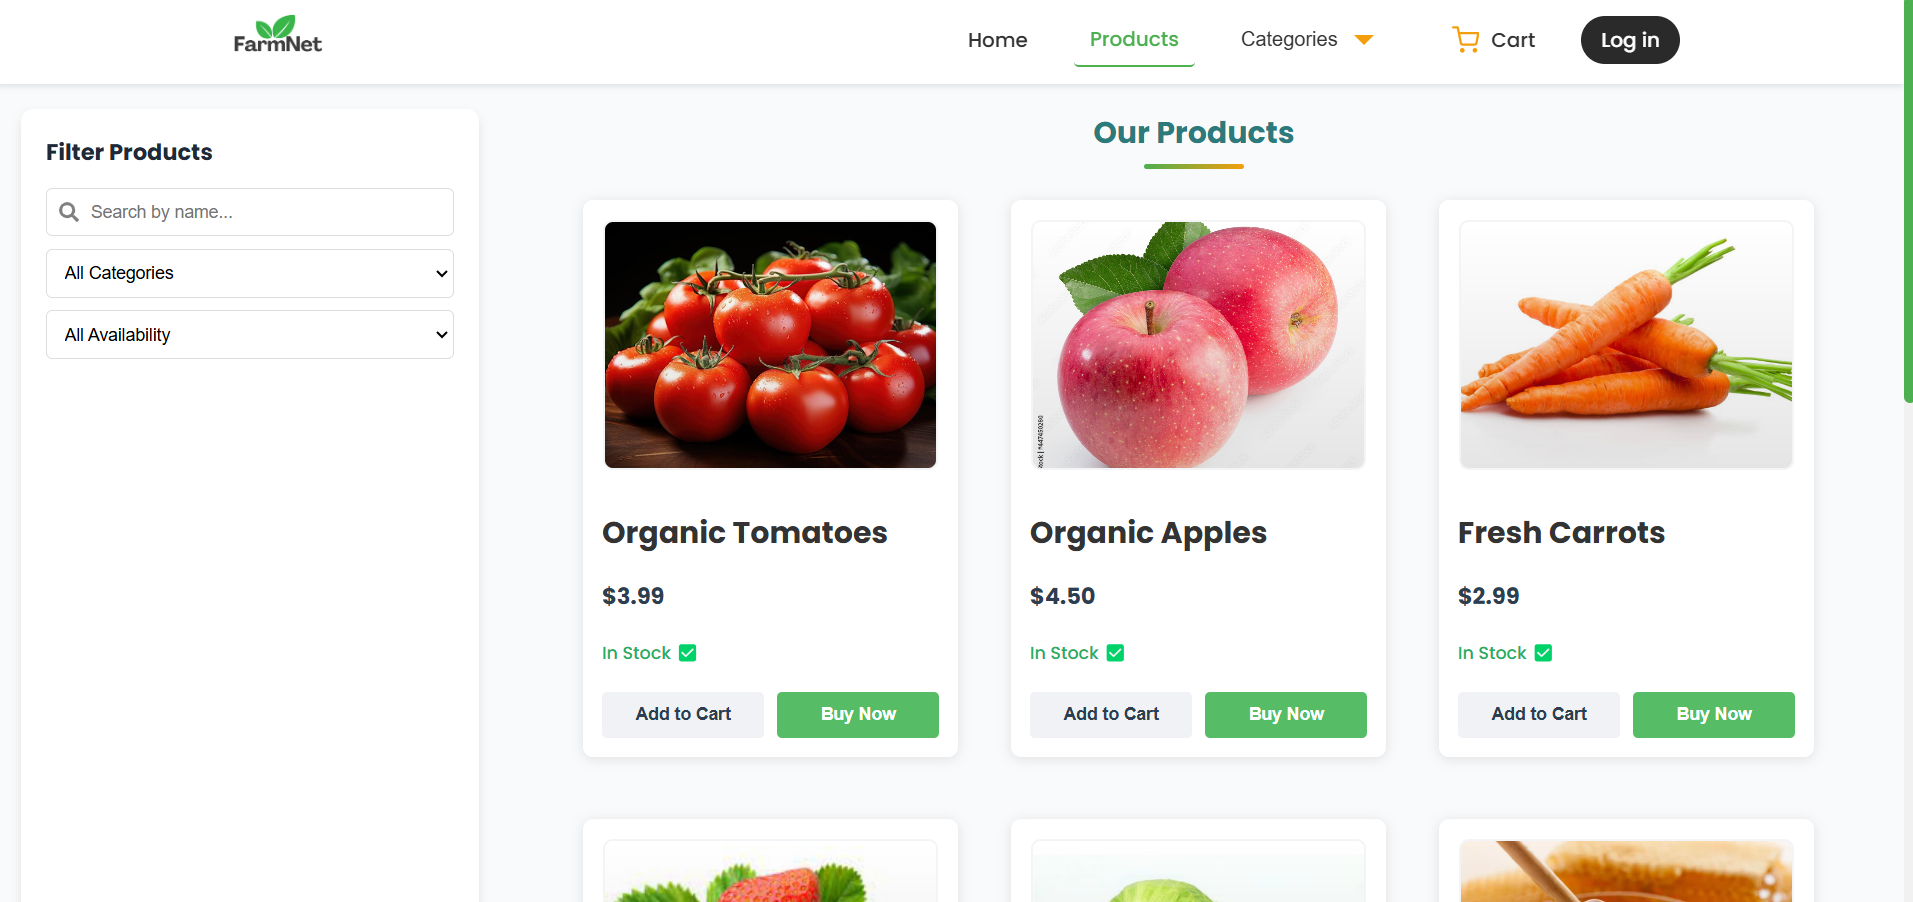 FarmNet
Home
Products
Categories
Cart
Log in
Filter Products
Search by name...
All Categories
All Availability
Our Products
Organic Tomatoes
$3.99
In Stock
Add to Cart
Buy Now
Organic Apples
$4.50
In Stock
Add to Cart
Buy Now
Fresh Carrots
$2.99
In Stock
Add to Cart
Buy Now